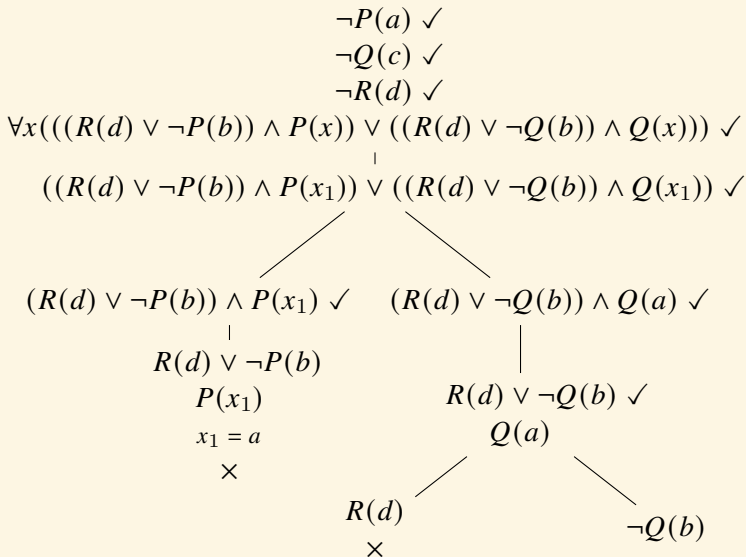 ¬P(a) ✓
¬Q(c) ✓
¬R(d) ✓
∀x(((R(d) ∨ ¬P(b)) ∧ P(x)) ∨ ((R(d) ∨ ¬Q(b)) ∧ Q(x))) ✓
((R(d) ∨ ¬P(b)) ∧ P(x₁)) ∨ ((R(d) ∨ ¬Q(b)) ∧ Q(x₁)) ✓
(R(d) ∨ ¬P(b)) ∧ P(x₁) ✓
(R(d) ∨ ¬Q(b)) ∧ Q(a) ✓
R(d) ∨ ¬P(b)
P(x₁)
x₁ = a
×
R(d) ∨ ¬Q(b) ✓
Q(a)
R(d)
×
¬Q(b)